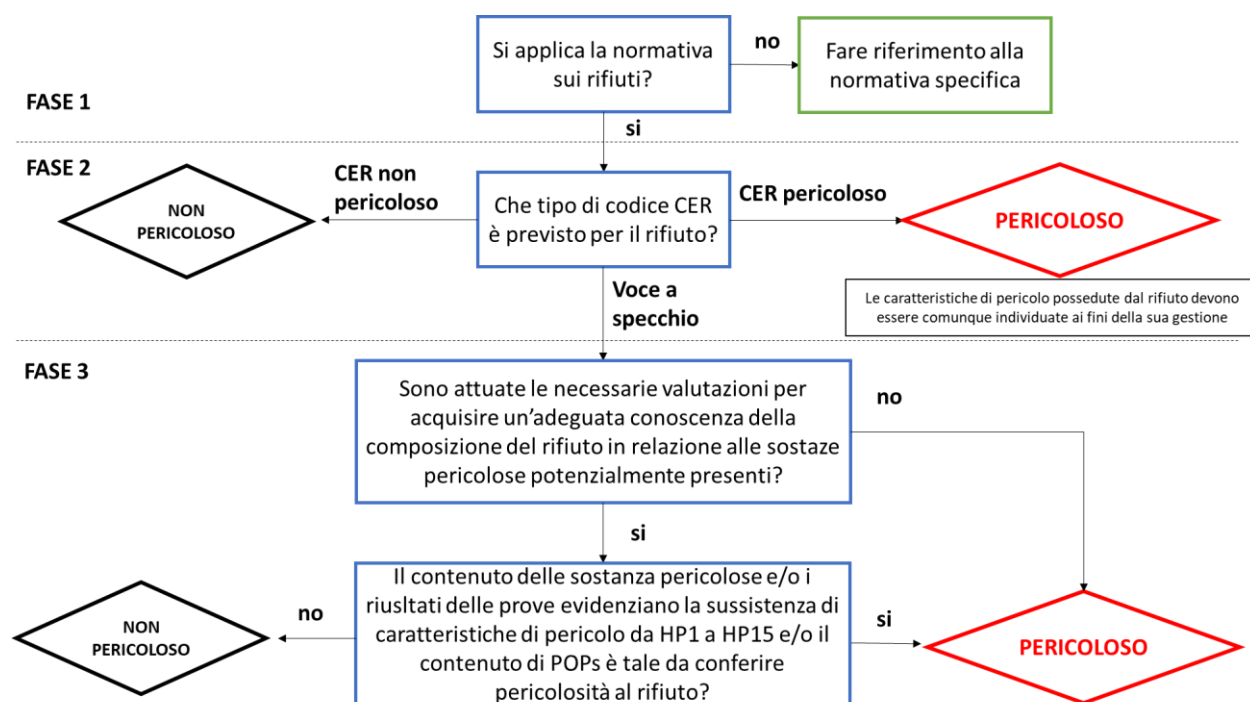 Si applica la normativa
sui rifiuti?
no
Fare riferimento alla
normativa specifica
FASE 1
si
FASE 2
CER non
pericoloso
NON
PERICOLOSO
Che tipo di codice CER
è previsto per il rifiuto?
CER pericoloso
PERICOLOSO
Le caratteristiche di pericolo possedute dal rifiuto devono
essere comunque individuate ai fini della sua gestione
Voce a
specchio
FASE 3
Sono attuate le necessarie valutazioni per
acquisire un'adeguata conoscenza della
composizione del rifiuto in relazione alle sostaze
pericolose potenzialmente presenti?
no
si
Il contenuto delle sostanza pericolose e/o i
riusltati delle prove evidenziano la sussistenza di
caratteristiche di pericolo da HP1 a HP15 e/o il
contenuto di POPs è tale da conferire
pericolosità al rifiuto?
no
NON
PERICOLOSO
si
PERICOLOSO